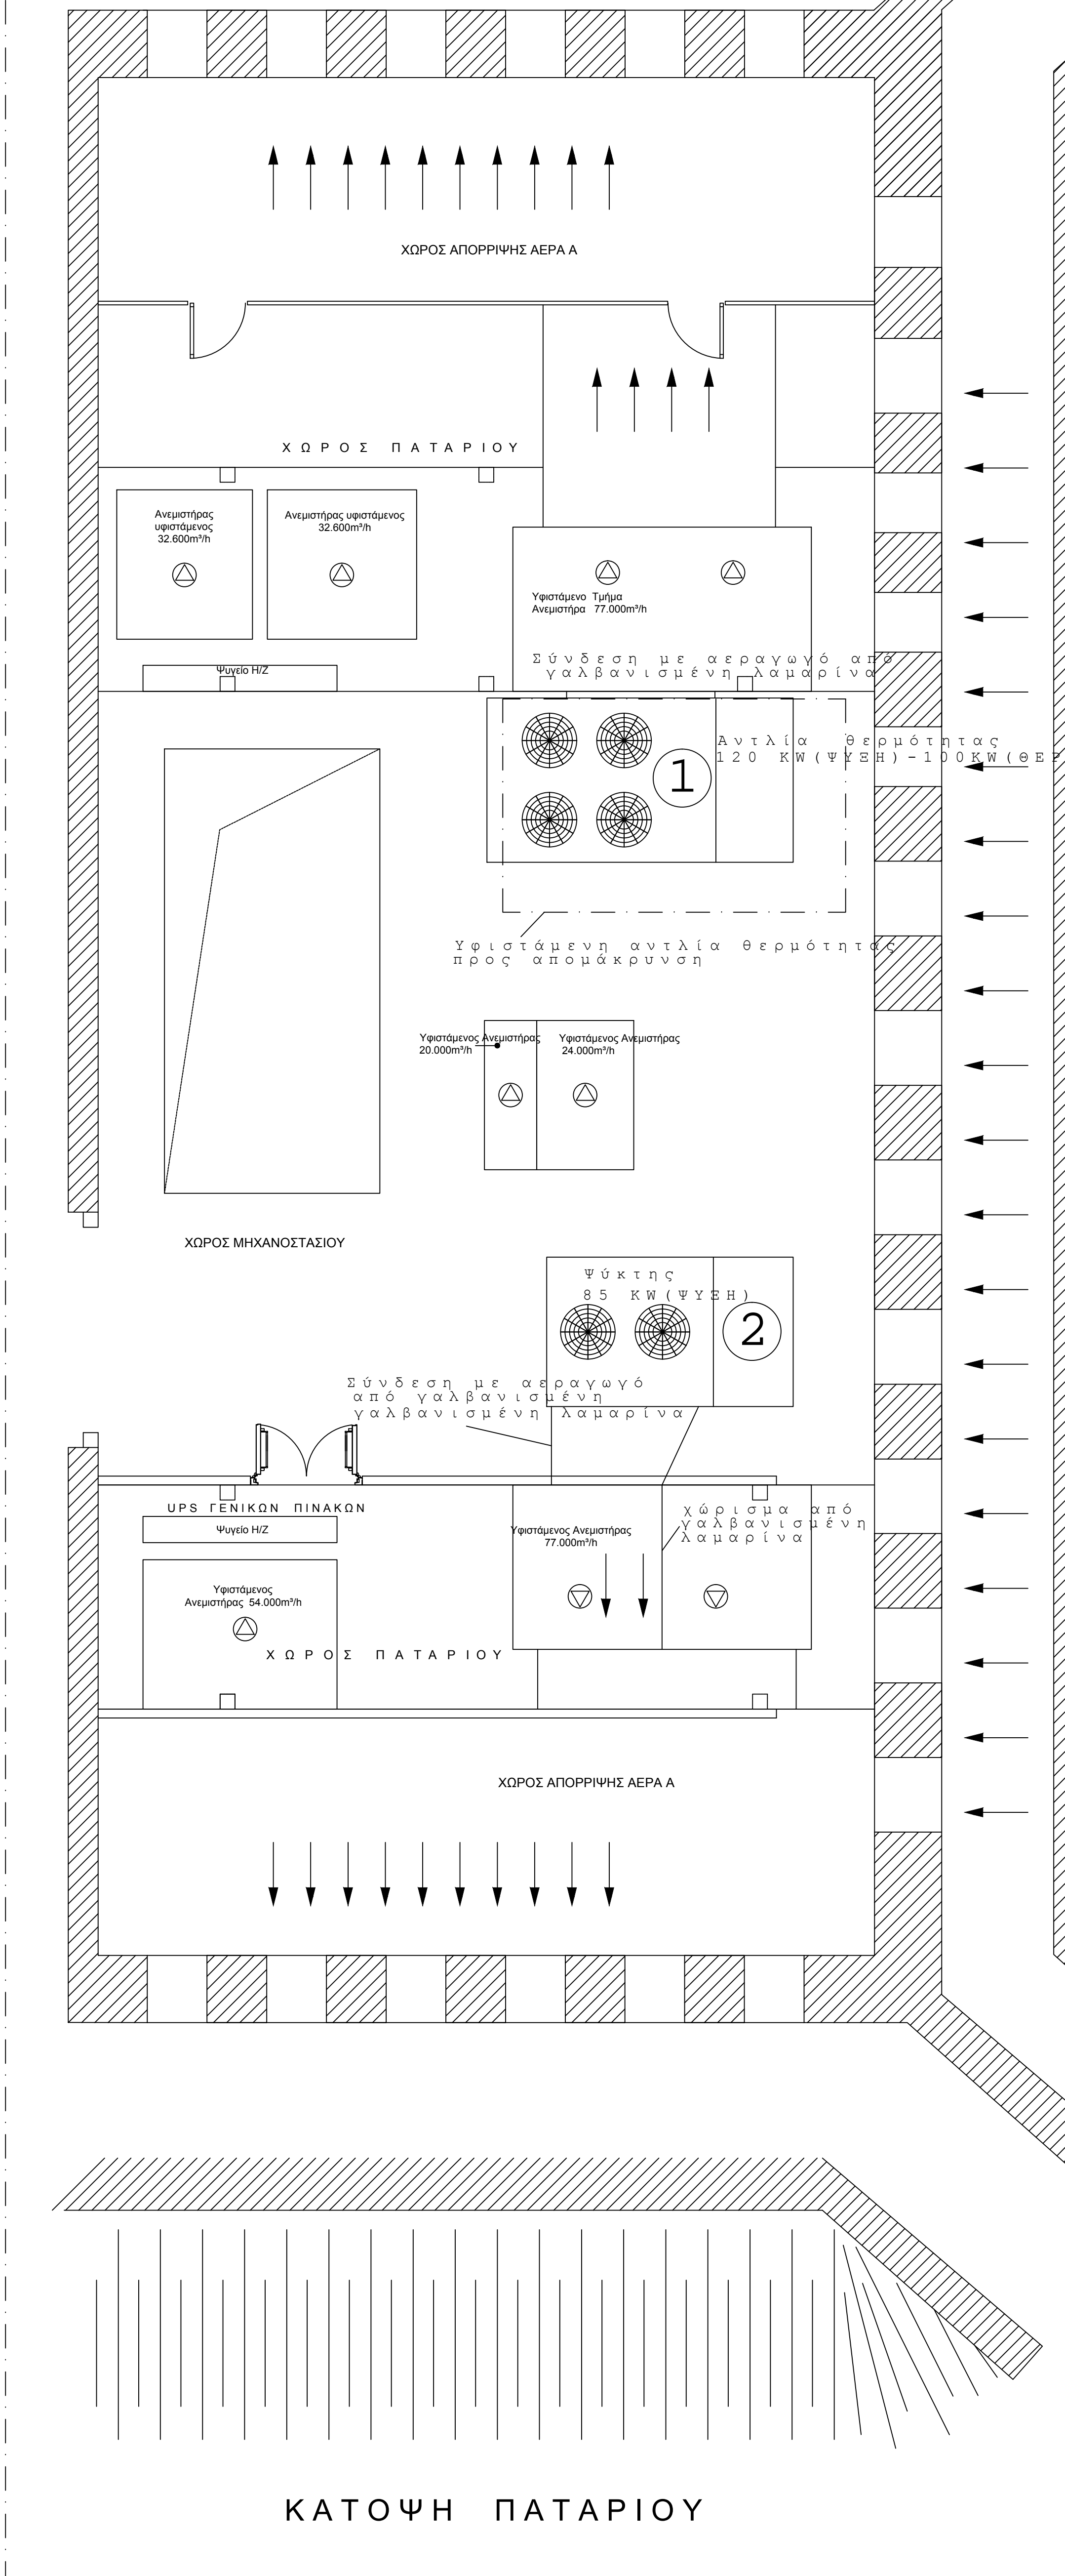 ΧΩΡΟΣ ΑΠΟΡΡΙΨΗΣ ΑΕΡΑ Α
ΧΩΡΟΣ ΠΑΤΑΡΙΟΥ
Ανεμιστήρας
υφιστάμενος
32.600m³/h
Ανεμιστήρας υφιστάμενος
32.600m³/h
Υφιστάμενο Τμήμα
Ανεμιστήρα 77.000m³/h
Ψυγείο Η/Ζ
Σύνδεση με αεραγωγό από
γαλβανισμένη λαμαρίνα
Αντλία θερμότητας
120 KW(ΨΥΞΗ)-100KW(ΘΕΡ
1
Υφιστάμενη αντλία θερμότητας
προς απομάκρυνση
Υφιστάμενος Ανεμιστήρας
20.000m³/h
Υφιστάμενος Ανεμιστήρας
24.000m³/h
ΧΩΡΟΣ ΜΗΧΑΝΟΣΤΑΣΙΟΥ
Ψύκτης
85 KW(ΨΥΞΗ)
2
Σύνδεση με αεραγωγό
από γαλβανισμένη
γαλβανισμένη λαμαρίνα
UPS ΓΕΝΙΚΩΝ ΠΙΝΑΚΩΝ
Ψυγείο Η/Ζ
Υφιστάμενος Ανεμιστήρας
77.000m³/h
χώρισμα από
γαλβανισμένη
λαμαρίνα
Υφιστάμενος
Ανεμιστήρας 54.000m³/h
ΧΩΡΟΣ ΠΑΤΑΡΙΟΥ
ΧΩΡΟΣ ΑΠΟΡΡΙΨΗΣ ΑΕΡΑ Α
ΚΑΤΟΨΗ ΠΑΤΑΡΙΟΥ